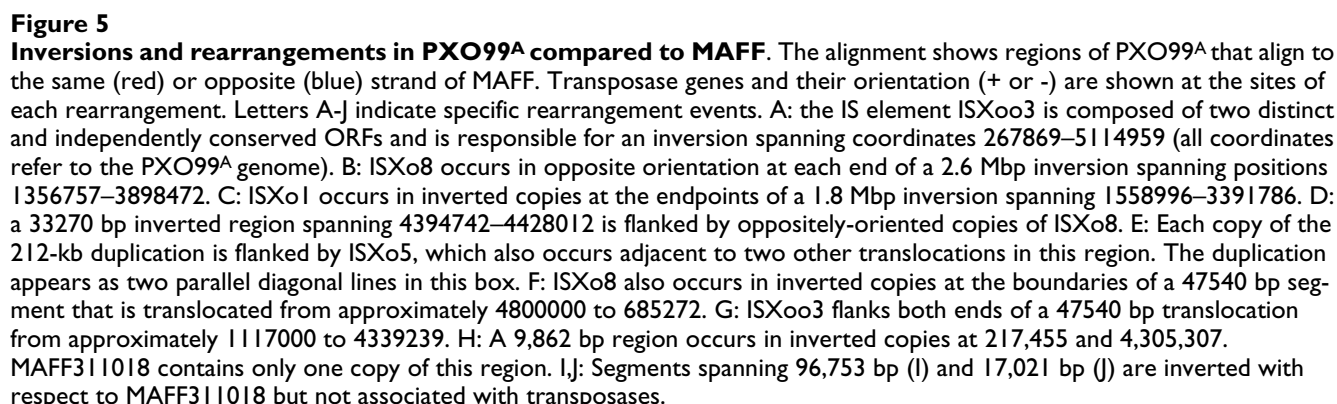 Figure 5
Inversions and rearrangements in PXO99A compared to MAFF. The alignment shows regions of PXO99A that align to
the same (red) or opposite (blue) strand of MAFF. Transposase genes and their orientation (+ or -) are shown at the sites of
each rearrangement. Letters A-J indicate specific rearrangement events. A: the IS element ISXoo3 is composed of two distinct
and independently conserved ORFs and is responsible for an inversion spanning coordinates 267869–5114959 (all coordinates
refer to the PXO99A genome). B: ISXo8 occurs in opposite orientation at each end of a 2.6 Mbp inversion spanning positions
1356757–3898472. C: ISXo1 occurs in inverted copies at the endpoints of a 1.8 Mbp inversion spanning 1558996–3391786. D:
a 33270 bp inverted region spanning 4394742–4428012 is flanked by oppositely-oriented copies of ISXo8. E: Each copy of the
212-kb duplication is flanked by ISXo5, which also occurs adjacent to two other translocations in this region. The duplication
appears as two parallel diagonal lines in this box. F: ISXo8 also occurs in inverted copies at the boundaries of a 47540 bp seg-
ment that is translocated from approximately 4800000 to 685272. G: ISXoo3 flanks both ends of a 47540 bp translocation
from approximately 1117000 to 4339239. H: A 9,862 bp region occurs in inverted copies at 217,455 and 4,305,307.
MAFF311018 contains only one copy of this region. I,J: Segments spanning 96,753 bp (I) and 17,021 bp (J) are inverted with
respect to MAFF311018 but not associated with transposases.